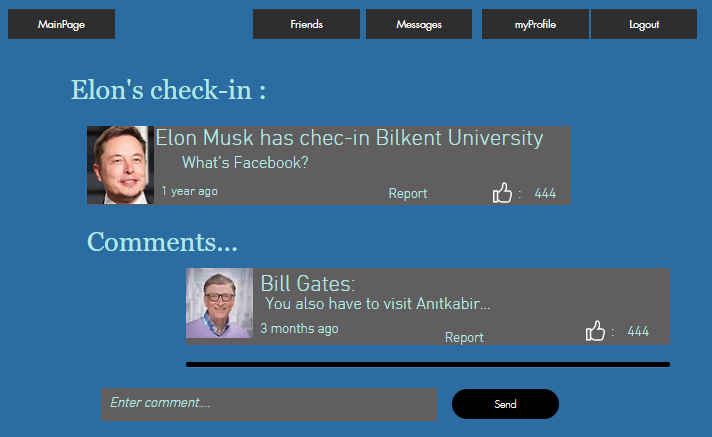 MainPage
Friends
Messages
myProfile
Logout
Elon's check-in :
Elon Musk has chec-in Bilkent University
What's Facebook?
1 year ago
Report
: 444
Comments...
Bill Gates:
You also have to visit Anıtkabir...
3 months ago
Report
: 444
Enter comment....
Send